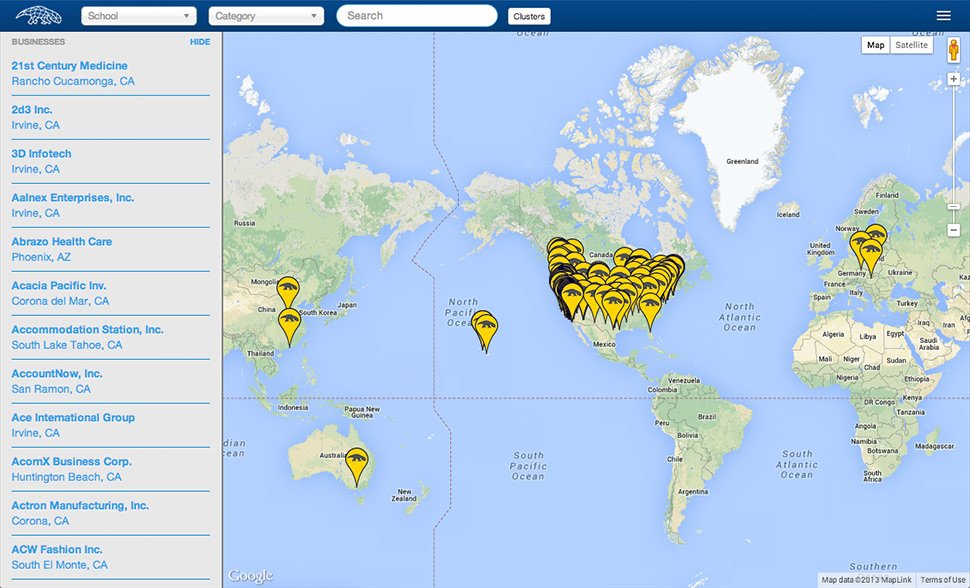 School
Category
Search
Clusters
BUSINESSES
HIDE
21st Century Medicine
Rancho Cucamonga, CA
2d3 Inc.
Irvine, CA
3D Infotech
Irvine, CA
Aalnex Enterprises, Inc.
Irvine, CA
Abrazo Health Care
Phoenix, AZ
Acacia Pacific Inv.
Corona del Mar, CA
Accommodation Station, Inc.
South Lake Tahoe, CA
AccountNow, Inc.
San Ramon, CA
Ace International Group
Irvine, CA
AcornX Business Corp.
Huntington Beach, CA
Actron Manufacturing, Inc.
Corona, CA
ACW Fashion Inc.
South El Monte, CA
Ocean
Ocean
Map
Satellite
Greenland
Iceland
Finland
Sweden
Norway
Russia
United
Kingdom
Canada
Germany
Ukraine
France
Italy
Spain
Turkey
Mongolia
China
South Korea
Japan
North
Pacific
Ocean
North
Atlantic
Ocean
Iraq
Iran
Algeria
Libya
Egypt
Saudi
Arabia
Mexico
Mali
Niger
Sudan
Chad
Thailand
Nigeria
Ethiopia
Venezuela
Colombia
Kenya
DR Congo
Tanzania
Indonesia
Papua New
Guinea
Peru
Brazil
Bolivia
Angola
Namibia
Botswana
Madagascar
dian
ean
Australia
South
Pacific
Ocean
Chile
South
Atlantic
Ocean
South
Africa
New
Zealand
Argentina
Southern
Google
Map data ©2013 MapLink
Terms of Use